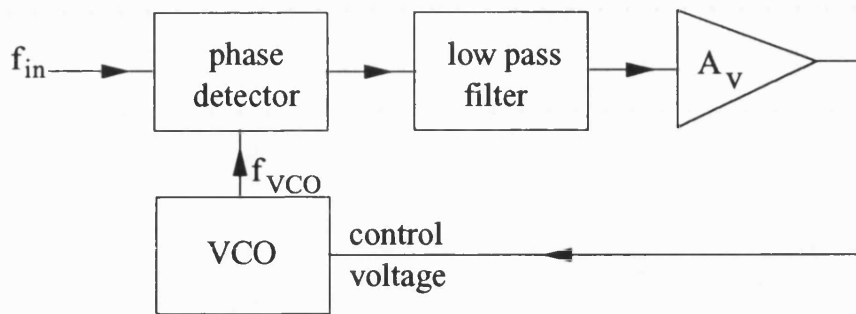 f_in
phase
detector
low pass
filter
A_v
f_VCO
VCO
control
voltage